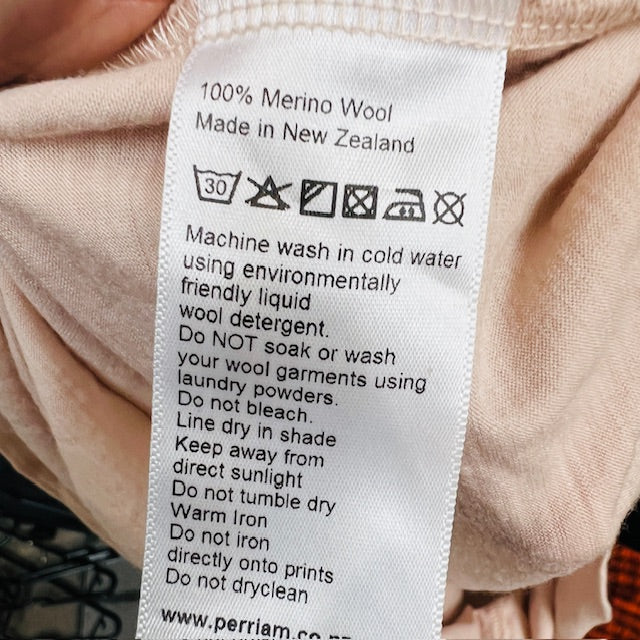 100% Merino Wool
Made in New Zealand
30
Machine wash in cold water
using environmentally
friendly liquid
wool detergent.
Do NOT soak or wash
your wool garments using
laundry powders.
Do not bleach.
Line dry in shade
Keep away from
direct sunlight
Do not tumble dry
Warm Iron
Do not iron
directly onto prints
Do not dryclean
www.perriam.co.nz